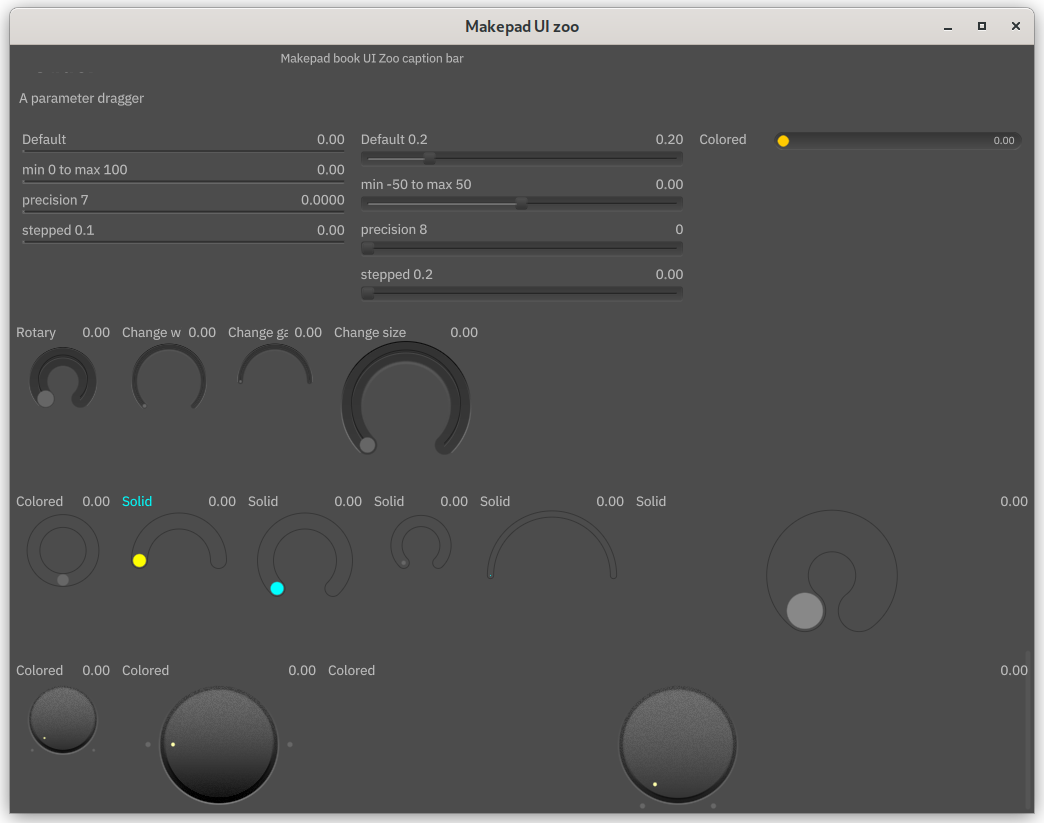 Makepad UI zoo
Makepad book UI Zoo caption bar
A parameter dragger
Default 0.00 Default 0.2 0.20 Colored 0.00
min 0 to max 100 0.00 min -50 to max 50 0.00
precision 7 0.0000 precision 8 0
stepped 0.1 0.00 stepped 0.2 0.00
Rotary 0.00 Change w 0.00 Change ga 0.00 Change size 0.00
Colored 0.00 Solid 0.00 Solid 0.00 Solid 0.00 Solid 0.00 Solid 0.00
Colored 0.00 Colored 0.00 Colored 0.00